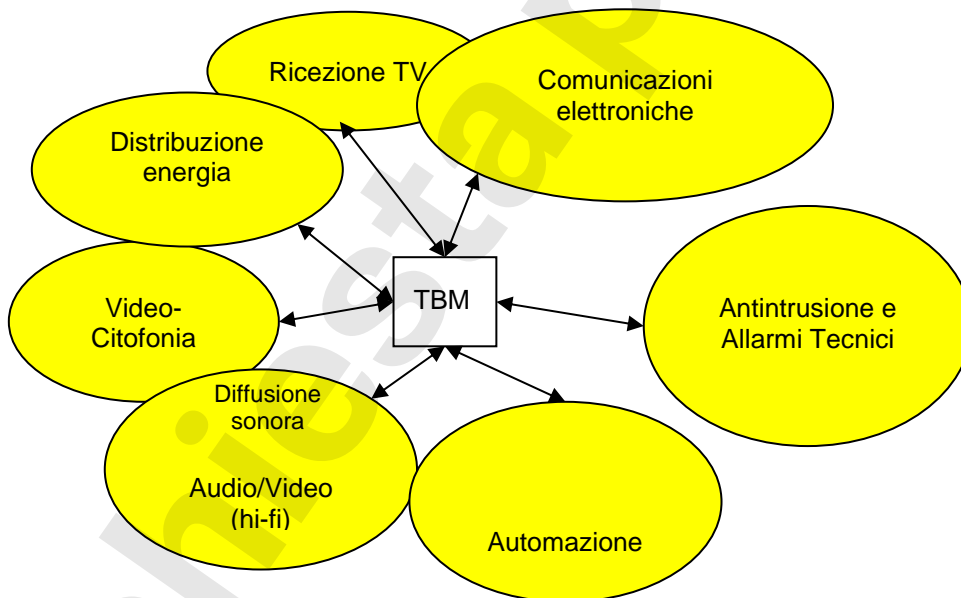 Ricezione TV
Comunicazioni
elettroniche
Distribuzione
energia
TBM
Video-
Citofonia
Antintrusione e
Allarmi Tecnici
Diffusione
sonora
Audio/Video
(hi-fi)
Automazione